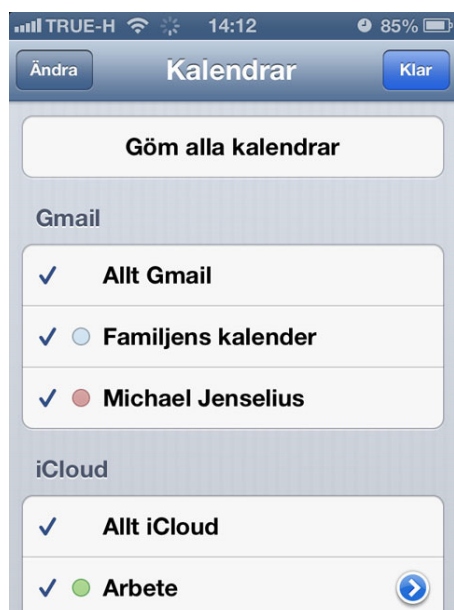 TRUE-H 14:12 85%
Ändra Kalendrar Klar
Göm alla kalendrar
Gmail
Allt Gmail
Familjens kalender
Michael Jenselius
iCloud
Allt iCloud
Arbete